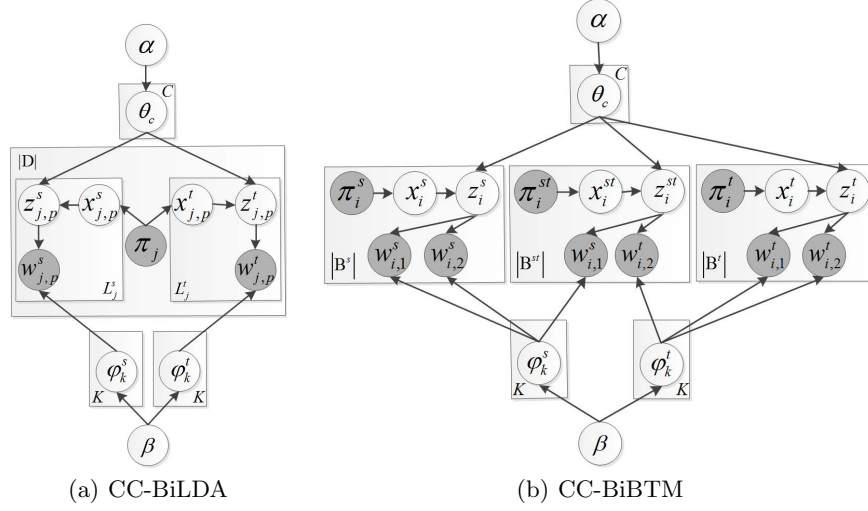 α
C
θ_c
|D|
z^s_{j,p}
x^s_{j,p}
x^t_{j,p}
z^t_{j,p}
π_j
w^s_{j,p}
w^t_{j,p}
L^s_j
L^t_j
φ^s_k
φ^t_k
K
K
β
(a) CC-BiLDA
α
C
θ_c
π^s_i
x^s_i
z^s_i
π^{st}_i
x^{st}_i
z^{st}_i
π^t_i
x^t_i
z^t_i
|B^s|
w^s_{i,1}
w^s_{i,2}
|B^{st}|
w^s_{i,1}
w^t_{i,2}
|B^t|
w^t_{i,1}
w^t_{i,2}
φ^s_k
φ^t_k
K
K
β
(b) CC-BiBTM